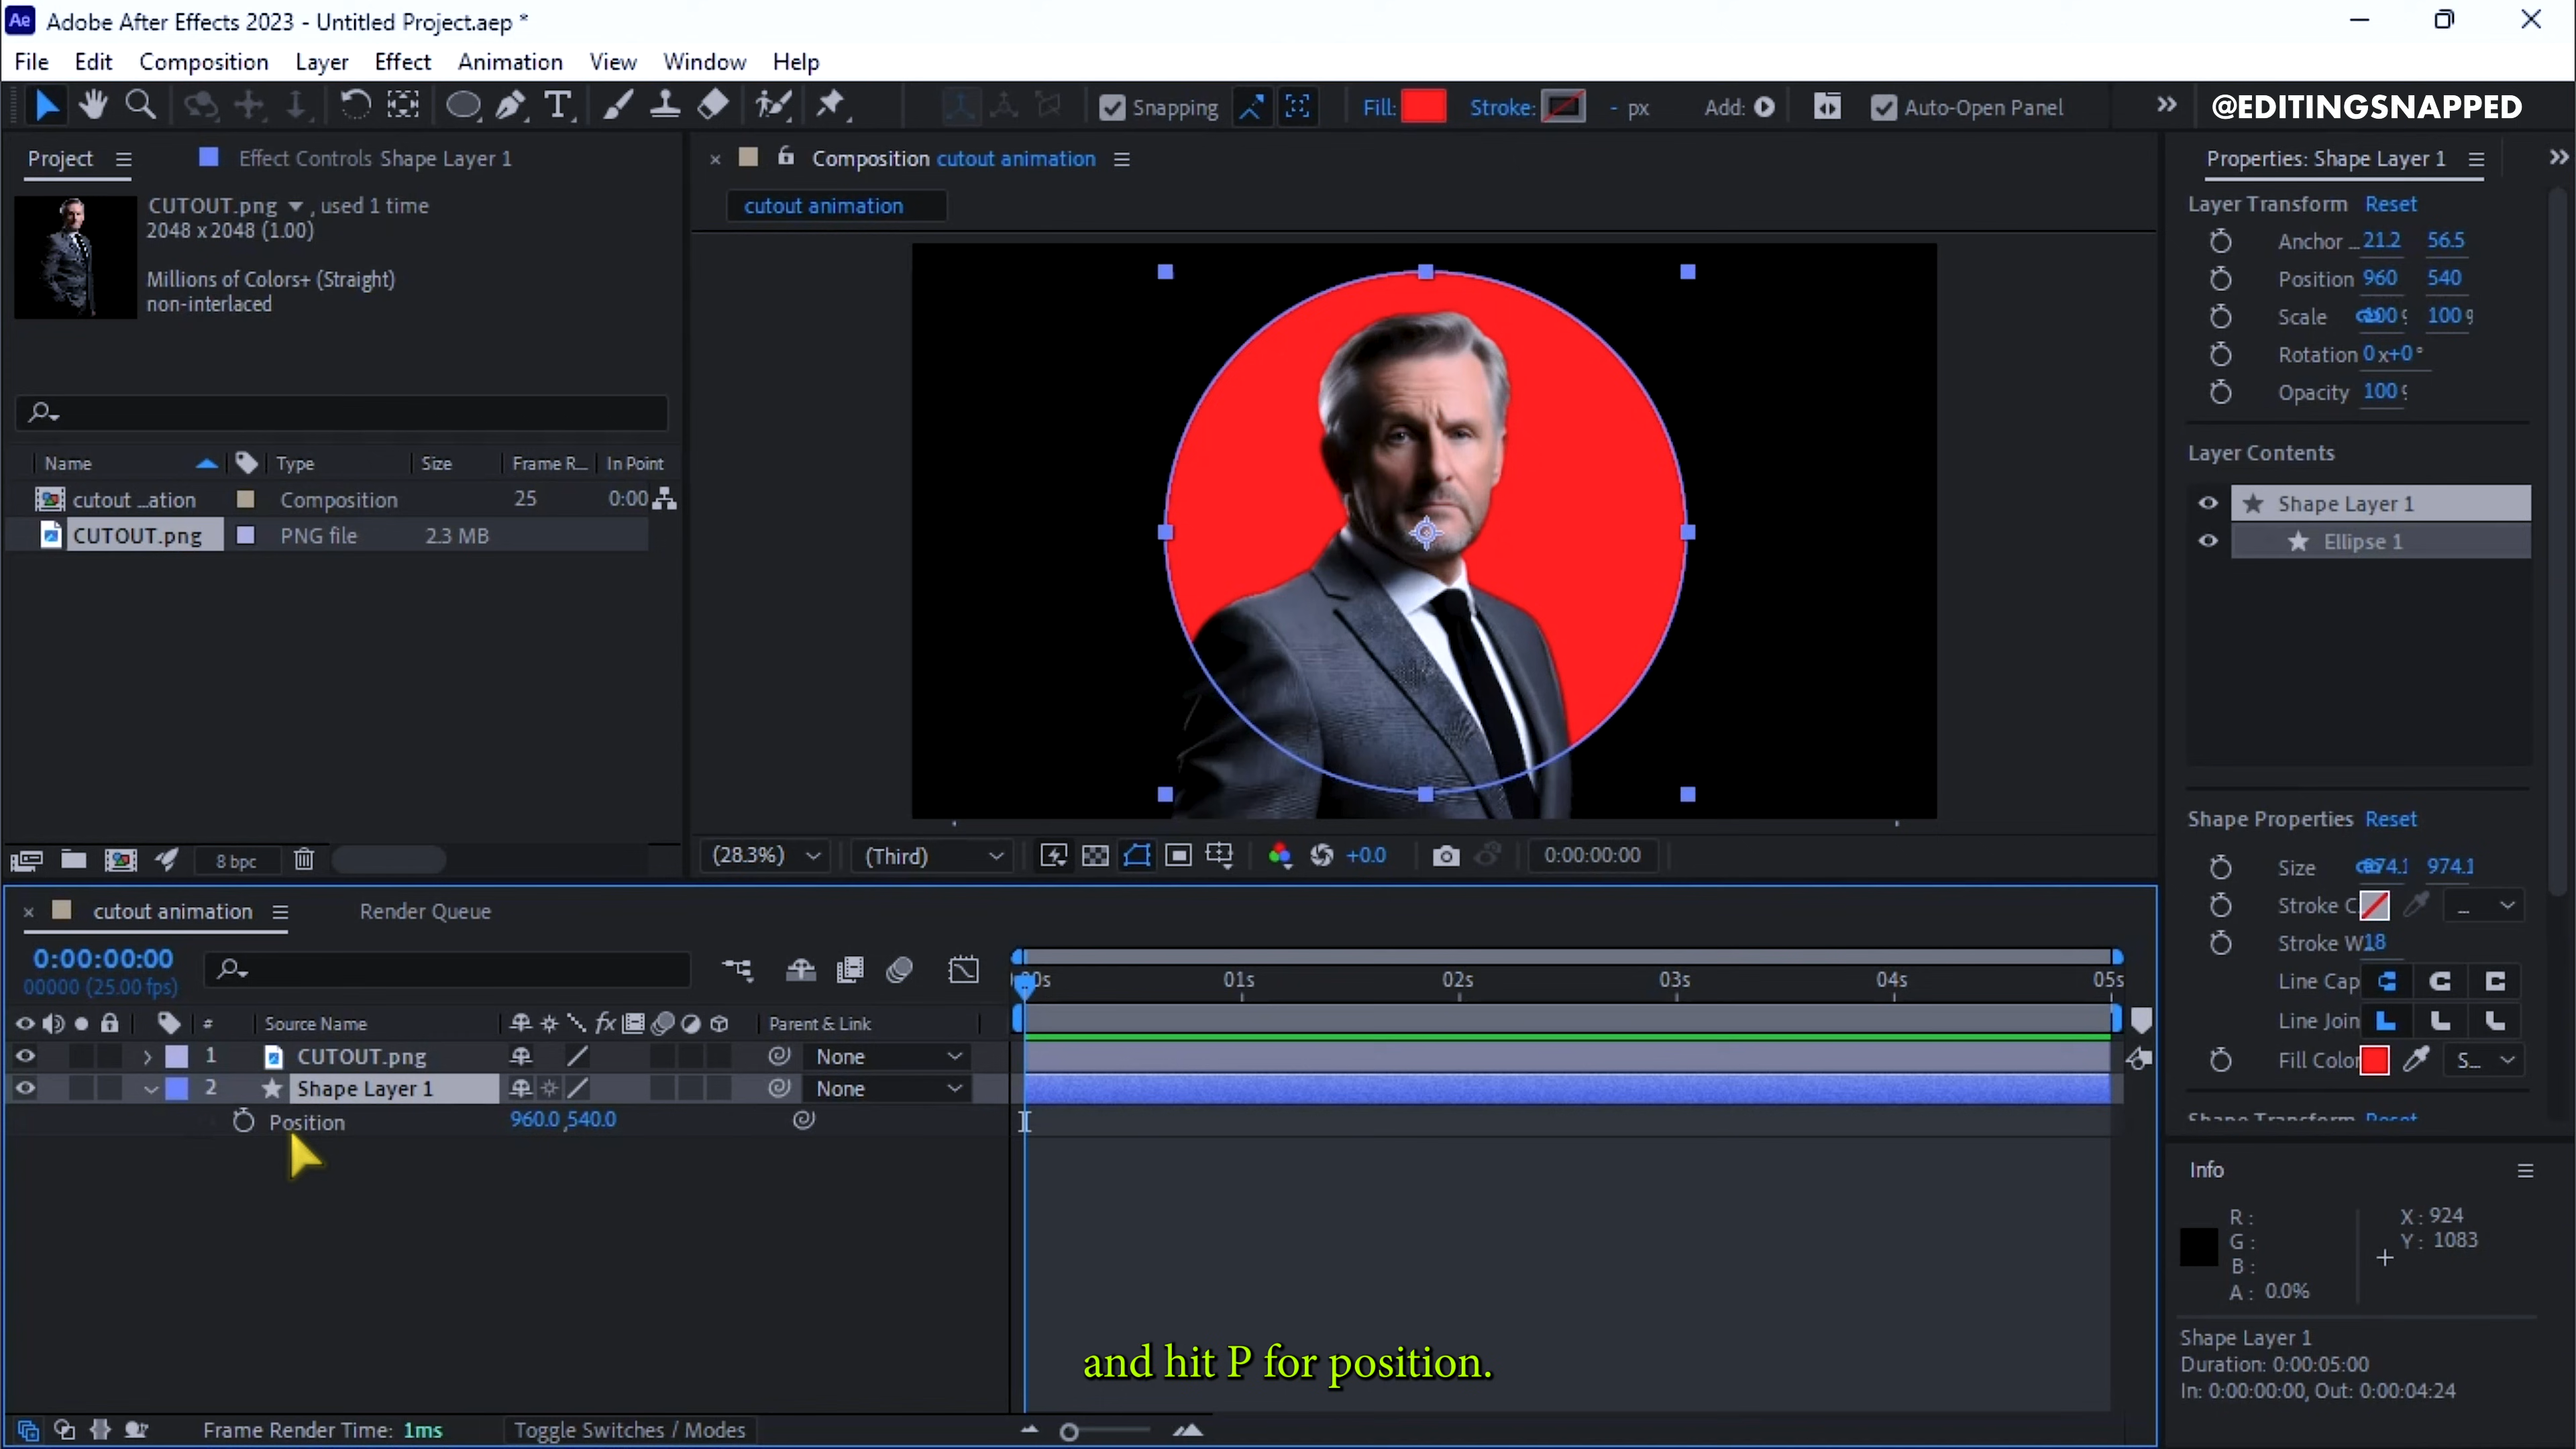 Ae Adobe After Effects 2023 - Untitled Project.aep *
File Edit Composition Layer Effect Animation View Window Help
Snapping Fill: Stroke: - px Add: Auto-Open Panel
@EDITINGSNAPPED
Project Effect Controls Shape Layer 1
CUTOUT.png , used 1 time
2048 x 2048 (1.00)
Millions of Colors+ (Straight)
non-interlaced
Name Type Size Frame R... In Point
cutout ...ation Composition 25 0:00
CUTOUT.png PNG file 2.3 MB
8 bpc
Composition cutout animation
cutout animation
(28.3%) (Third) +0.0 0:00:00:00
Properties: Shape Layer 1
Layer Transform Reset
Anchor ... 21.2 56.5
Position 960 540
Scale 100 100
Rotation 0x+0°
Opacity 100
Layer Contents
Shape Layer 1
Ellipse 1
Shape Properties Reset
Size 974.1 974.1
Stroke C ...
Stroke W 18
Line Cap
Line Join
Fill Color S...
Shape Transform Reset
cutout animation Render Queue
0:00:00:00
00000 (25.00 fps)
01s 02s 03s 04s 05s
# Source Name fx Parent & Link
1 CUTOUT.png None
2 Shape Layer 1 None
Position 960.0,540.0
and hit P for position.
Frame Render Time: 1ms Toggle Switches / Modes
Info
R : X : 924
G : Y : 1083
B :
A : 0.0%
Shape Layer 1
Duration: 0:00:05:00
In: 0:00:00:00, Out: 0:00:04:24